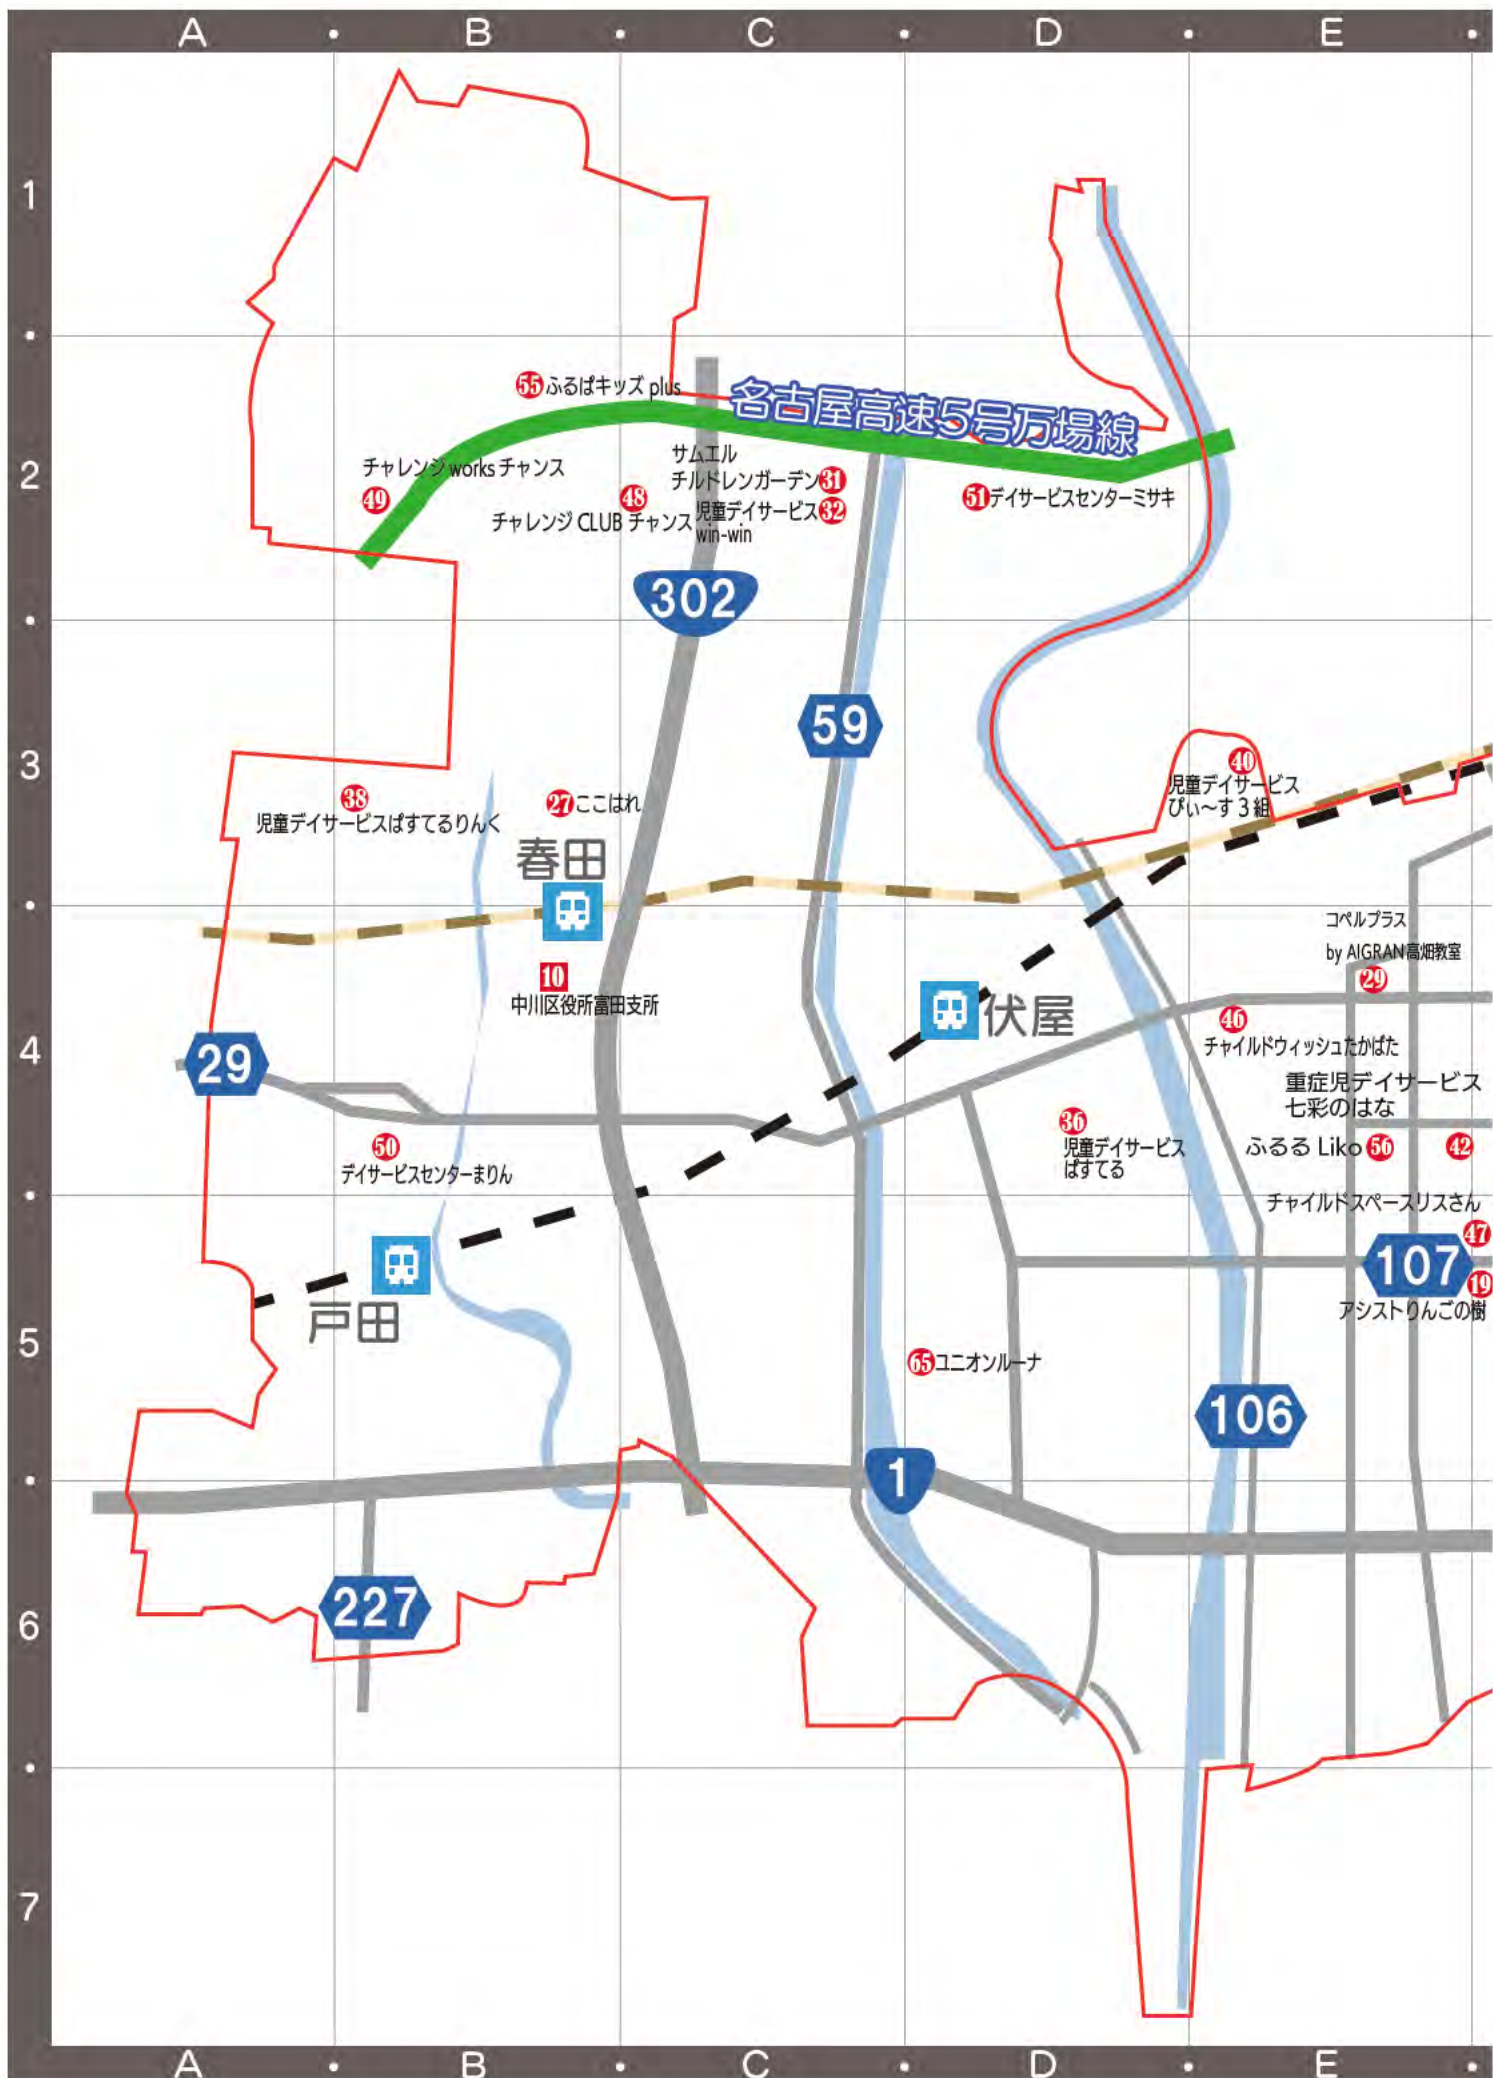 A B C D E
1
55 ふるぱキッズ plus
名古屋高速5号万場線
2
チャレンジ works チャンス
49
48
チャレンジ CLUB チャンス
サムエル
チルドレンガーデン 31
児童デイサービス 32
win-win
51 デイサービスセンターミサキ
302
59
3
40
児童デイサービス
ぴぃ～す3組
38
児童デイサービスぱすてるりんく
27 ここはれ
春田
コペルプラス
by AIGRAN高畑教室
29
10
中川区役所富田支所
伏屋
46
チャイルドウィッシュたかばた
4
29
重症児デイサービス
七彩のはな
36
児童デイサービス
ぱすてる
ふるる Liko 56 42
50
デイサービスセンターまりん
チャイルドスペースリスさん
47
107
19
アシストりんごの樹
戸田
5
65 ユニオンルーナ
106
1
227
6
7
A B C D E